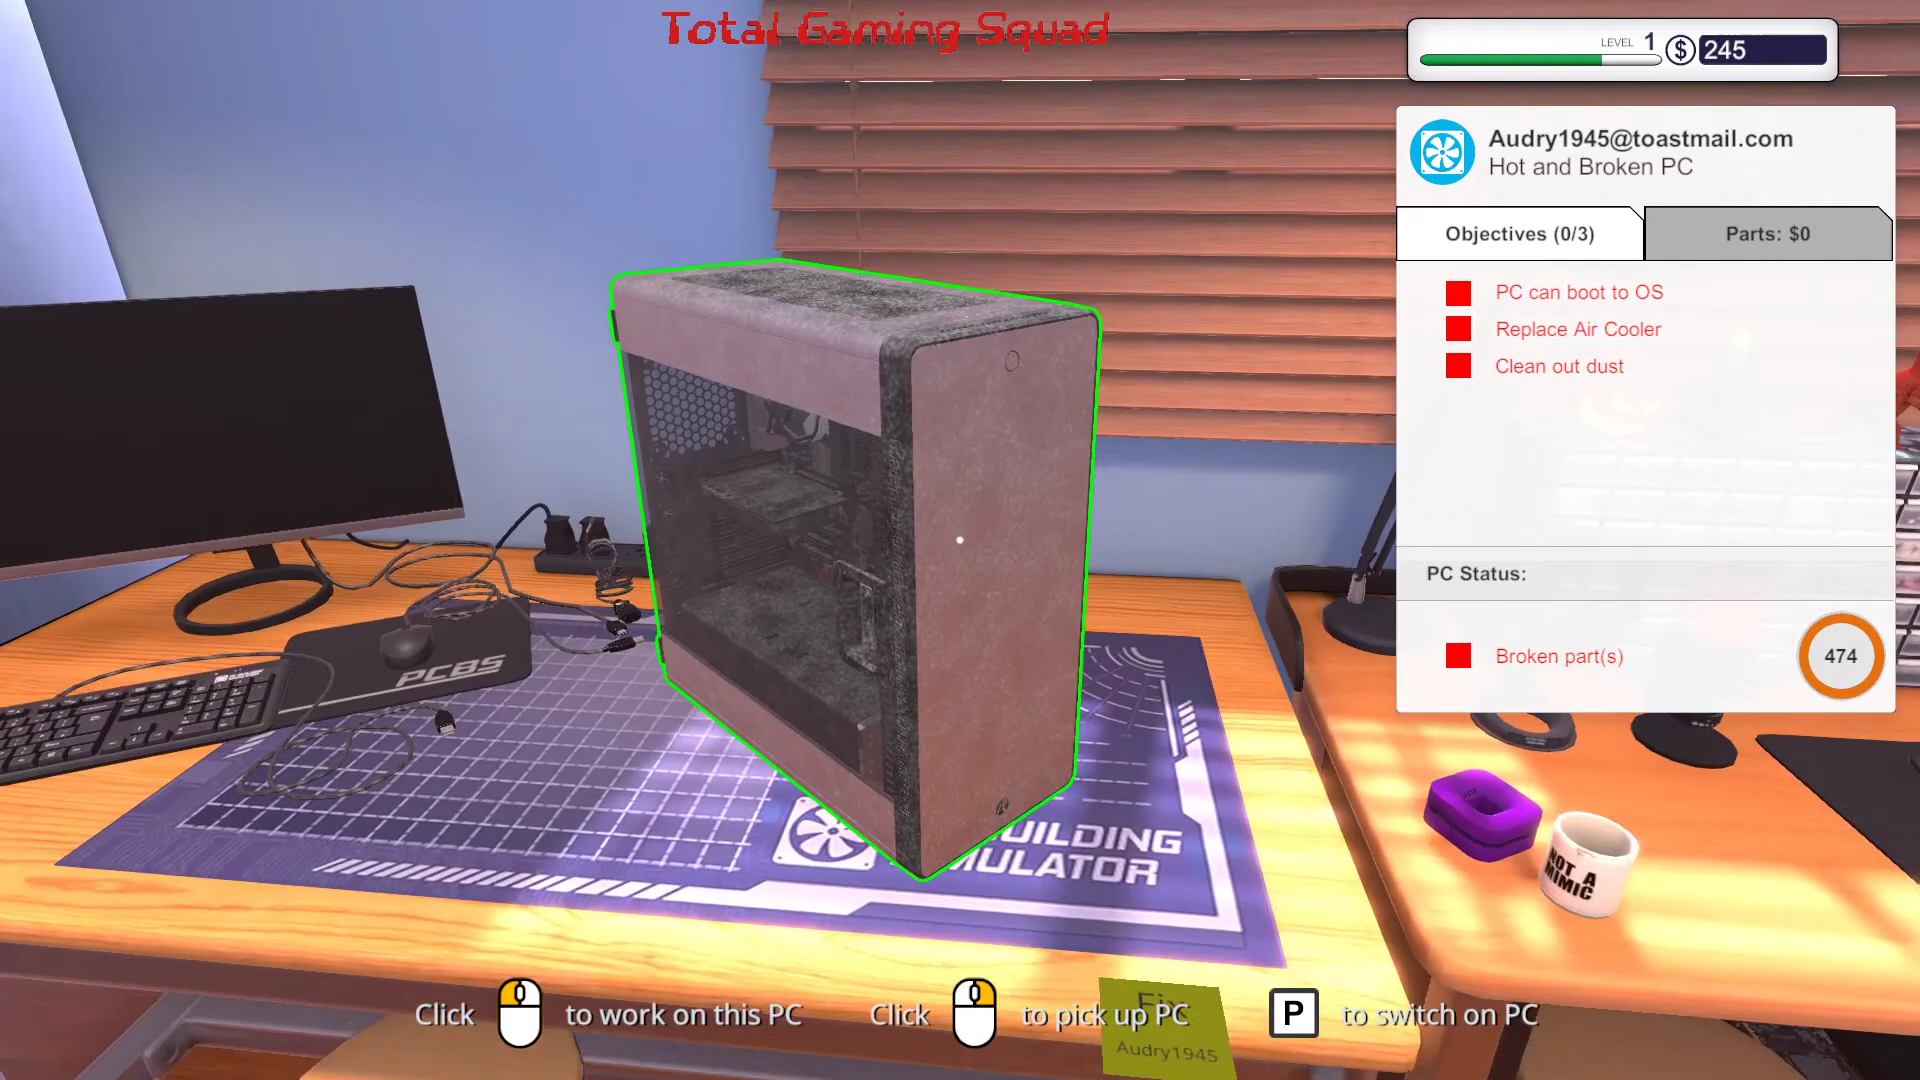 Total Gaming Squad
LEVEL 1
$ 245
Audry1945@toastmail.com
Hot and Broken PC
Objectives (0/3)
Parts: $0
PC can boot to OS
Replace Air Cooler
Clean out dust
PC Status:
Broken part(s)
474
PCBS
UILDING
MULATOR
NOT A
MIMIC
Click to work on this PC
Click to pick up PC
P to switch on PC
Fix
Audry1945